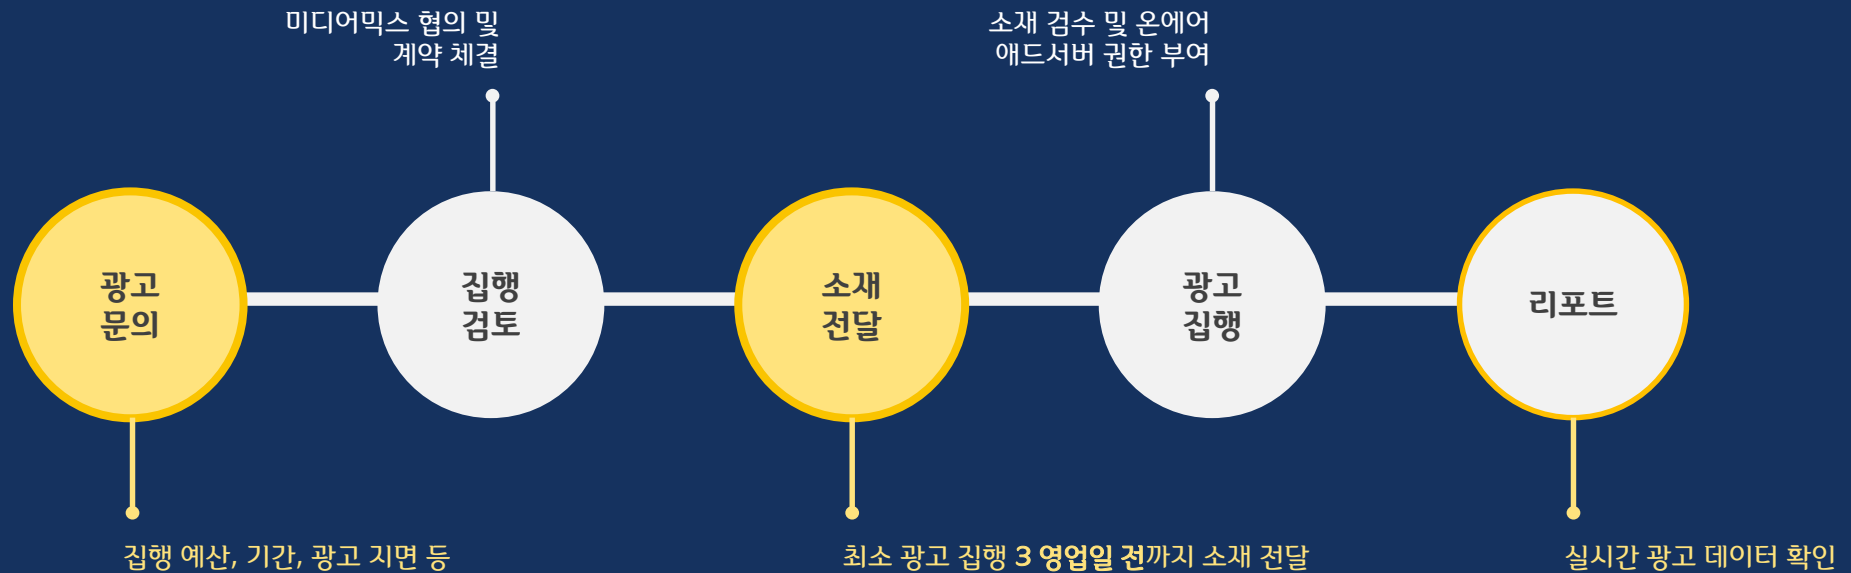 미디어믹스 협의 및
계약 체결
소재 검수 및 온에어
애드서버 권한 부여
광고
문의
집행
검토
소재
전달
광고
집행
리포트
집행 예산, 기간, 광고 지면 등
최소 광고 집행 3 영업일 전까지 소재 전달
실시간 광고 데이터 확인